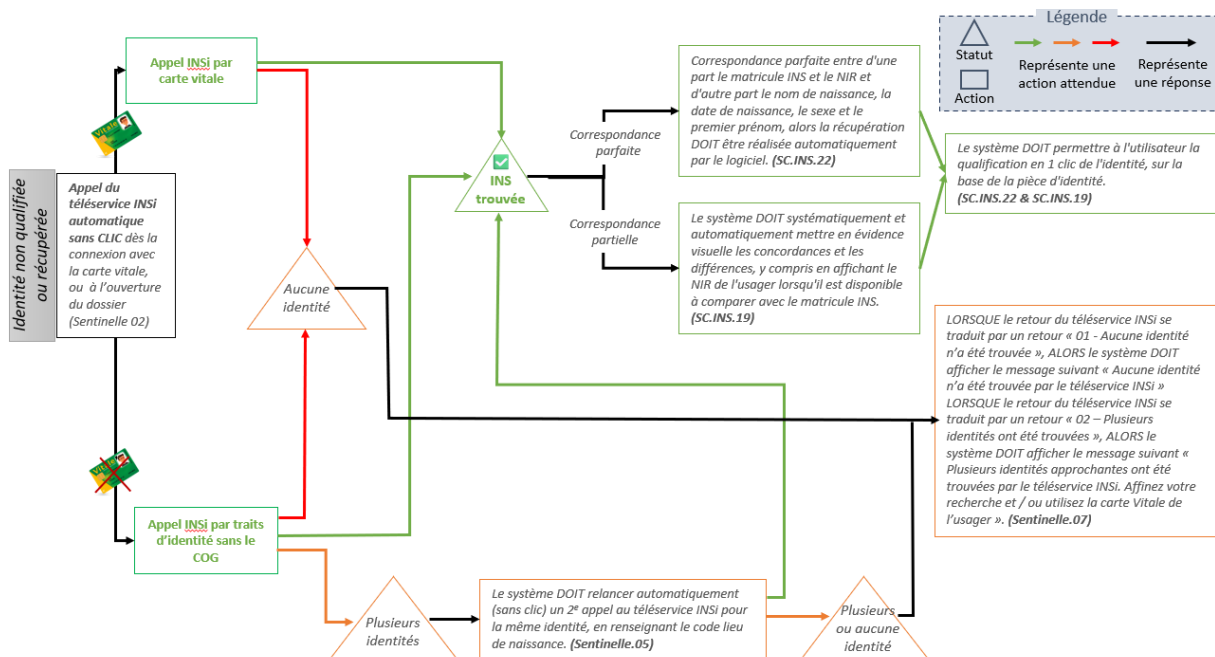 Légende
Statut
Action
Représente une
action attendue
Représente
une réponse
Identité non qualifiée
ou récupérée
Appel du
téléservice INSi
automatique
sans CLIC dès la
connexion avec
la carte vitale,
ou à l’ouverture
du dossier
(Sentinelle 02)
Vitale
Appel INSi par
carte vitale
Aucune
identité
Appel INSi par traits
d’identité sans le
COG
INS
trouvée
Correspondance
parfaite
Correspondance
partielle
Correspondance parfaite entre d'une
part le matricule INS et le NIR et
d'autre part le nom de naissance, la
date de naissance, le sexe et le
premier prénom, alors la récupération
DOIT être réalisée automatiquement
par le logiciel. (SC.INS.22)
Le système DOIT systématiquement et
automatiquement mettre en évidence
visuelle les concordances et les
différences, y compris en affichant le
NIR de l'usager lorsqu'il est disponible
à comparer avec le matricule INS.
(SC.INS.19)
Le système DOIT permettre à l'utilisateur la
qualification en 1 clic de l'identité, sur la
base de la pièce d'identité.
(SC.INS.22 & SC.INS.19)
LORSQUE le retour du téléservice INSi se
traduit par un retour « 01 - Aucune identité
n’a été trouvée », ALORS le système DOIT
afficher le message suivant « Aucune identité
n’a été trouvée par le téléservice INSi »
LORSQUE le retour du téléservice INSi se
traduit par un retour « 02 – Plusieurs
identités ont été trouvées », ALORS le
système DOIT afficher le message suivant «
Plusieurs identités approchantes ont été
trouvées par le téléservice INSi. Affinez votre
recherche et / ou utilisez la carte Vitale de
l’usager ». (Sentinelle.07)
Plusieurs
identités
Le système DOIT relancer automatiquement
(sans clic) un 2e appel au téléservice INSi pour
la même identité, en renseignant le code lieu
de naissance. (Sentinelle.05)
Plusieurs
ou aucune
identité